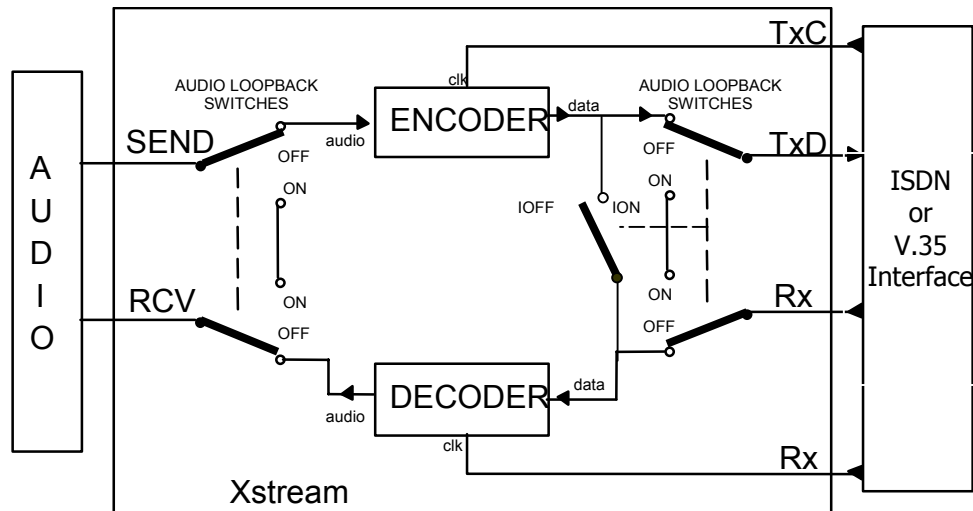 TxC
clk
AUDIO LOOPBACK
SWITCHES
AUDIO LOOPBACK
SWITCHES
ENCODER
data
SEND
audio
OFF
OFF
TxD
AUDIO
ON
ON
IOFF
ION
ISDN
or
V.35
Interface
RCV
ON
ON
Rx
OFF
OFF
DECODER
data
audio
clk
Rx
Xstream